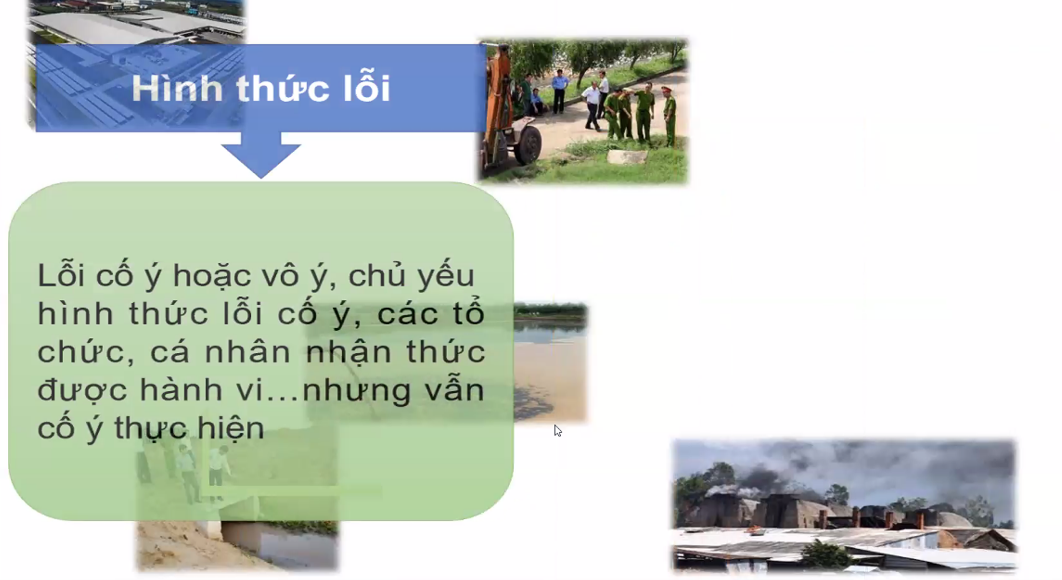 Hình thức lỗi
Lỗi cố ý hoặc vô ý, chủ yếu
hình thức lỗi cố ý, các tổ
chức, cá nhân nhận thức
được hành vi...nhưng vẫn
cố ý thực hiện